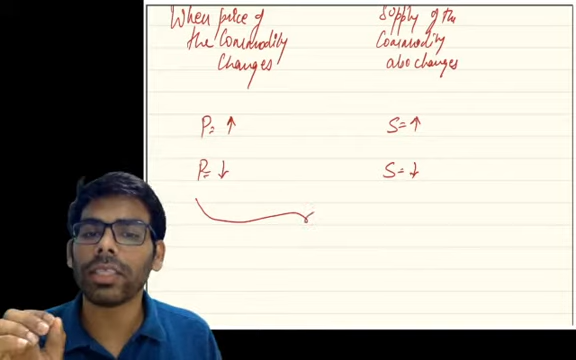 When price of
the Commodity
Changes
Supply of the
Commodity
also changes
P= ↑
S= ↑
P= ↓
S= ↓